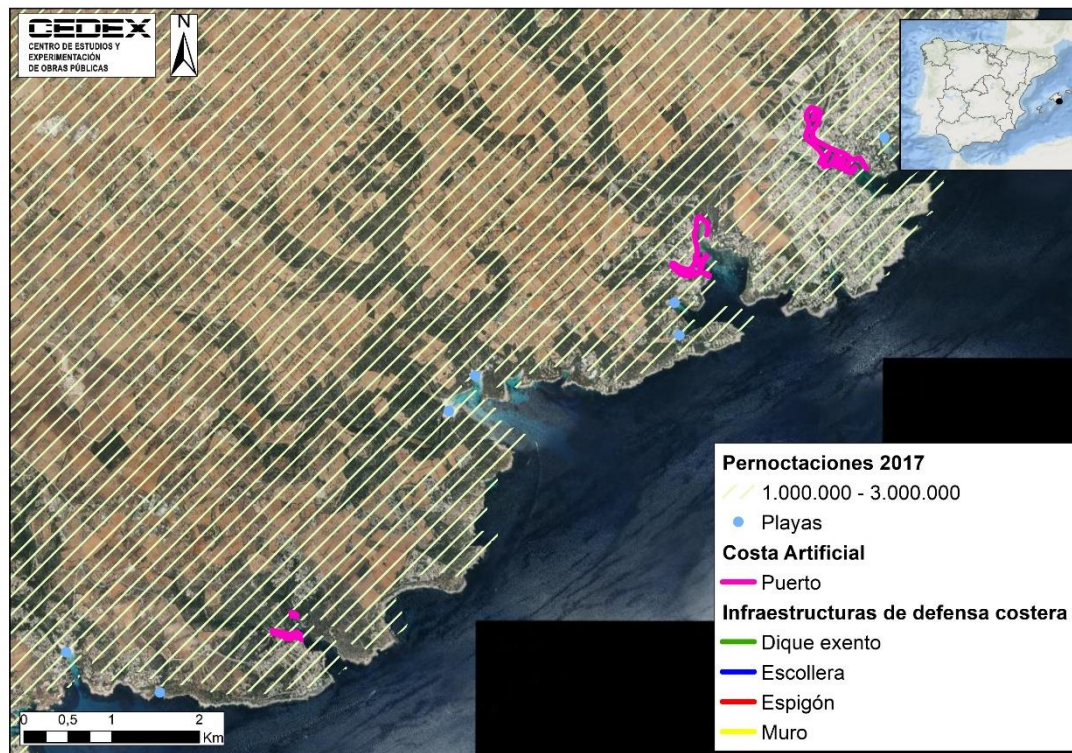 CEDEX
CENTRO DE ESTUDIOS Y
EXPERIMENTACIÓN
DE OBRAS PÚBLICAS
N
Pernoctaciones 2017
1.000.000 - 3.000.000
Playas
Costa Artificial
Puerto
Infraestructuras de defensa costera
Dique exento
Escollera
Espigón
Muro
0 0,5 1 2
Km